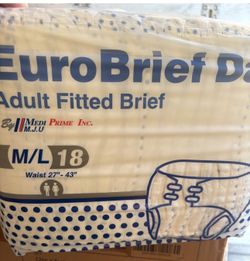 EuroBrief Da
Adult Fitted Brief
By MEDI PRIME INC.
M.J.U
M/L 18
Waist 27"- 43"